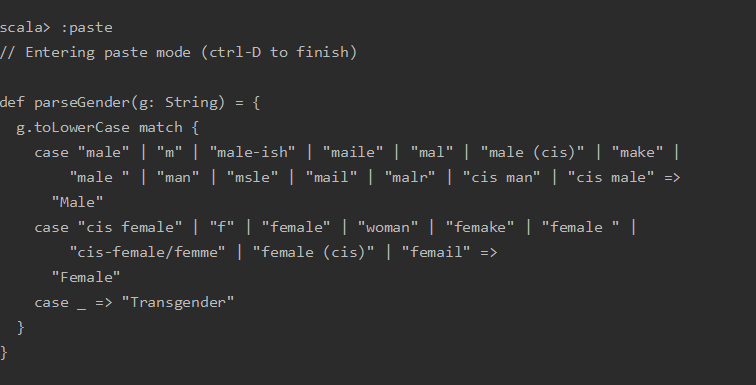 scala> :paste
// Entering paste mode (ctrl-D to finish)
def parseGender(g: String) = {
g.toLowerCase match {
case "male" | "m" | "male-ish" | "maile" | "mal" | "male (cis)" | "make" |
"male " | "man" | "msle" | "mail" | "malr" | "cis man" | "cis male" =>
"Male"
case "cis female" | "f" | "female" | "woman" | "femake" | "female " |
"cis-female/femme" | "female (cis)" | "femail" =>
"Female"
case _ => "Transgender"
}
}